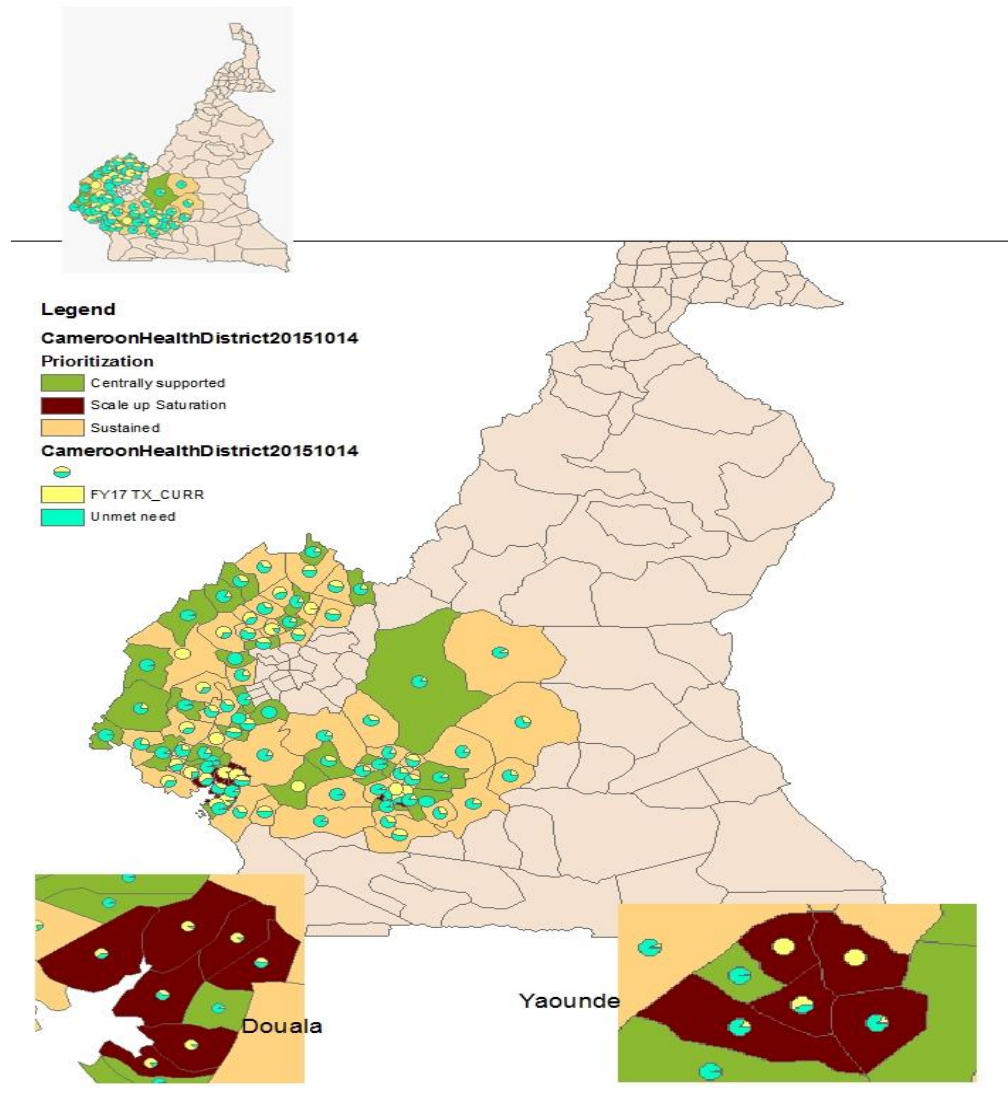 Legend
CameroonHealthDistrict20151014
Prioritization
Centrally supported
Scale up Saturation
Sustained
CameroonHealthDistrict20151014
FY17 TX_CURR
Unmet need
Douala
Yaounde